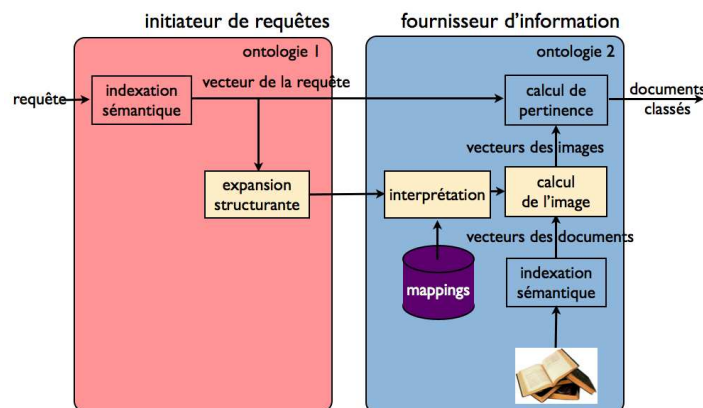 initiateur de requêtes
fournisseur d'information
ontologie 1
ontologie 2
requête
indexation
sémantique
vecteur de la requête
calcul de
pertinence
documents
classés
vecteurs des images
expansion
structurante
interprétation
calcul
de l'image
vecteurs des documents
mappings
indexation
sémantique